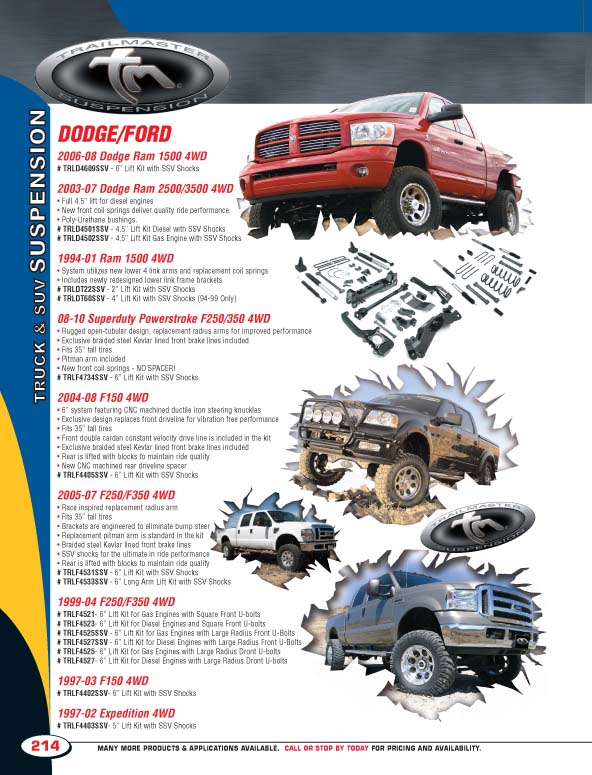 TRAILMASTER
TM
SUSPENSION
TRUCK & SUV SUSPENSION
DODGE/FORD
2006-08 Dodge Ram 1500 4WD
# TRLD4609SSV - 6" Lift Kit with SSV Shocks
2003-07 Dodge Ram 2500/3500 4WD
• Full 4.5" lift for diesel engines
• New front coil springs deliver quality ride performance.
• Poly-Urethane bushings.
# TRLD4501SSV - 4.5" Lift Kit Diesel with SSV Shocks
# TRLD4502SSV - 4.5" Lift Kit Gas Engine with SSV Shocks
1994-01 Ram 1500 4WD
• System utilizes new lower 4 link arms and replacement coil springs
• Includes newly redesigned lower link frame brackets
# TRLDT22SSV - 2" Lift Kit with SSV Shocks
# TRLDT60SSV - 4" Lift Kit with SSV Shocks (94-99 Only)
08-10 Superduty Powerstroke F250/350 4WD
• Rugged open-tubular design, replacement radius arms for improved performance
• Exclusive braided steel Kevlar lined front brake lines included
• Fits 35" tall tires
• Pitman arm included
• New front coil springs - NO SPACER!
# TRLF4734SSV - 6" Lift Kit with SSV Shocks
2004-08 F150 4WD
• 6" system featuring CNC machined ductile iron steering knuckles
• Exclusive design replaces front driveline for vibration free performance
• Fits 35" tall tires
• Front double cardan constant velocity drive line is included in the kit
• Exclusive braided steel Kevlar lined front brake lines included
• Rear is lifted with blocks to maintain ride quality
• New CNC machined rear driveline spacer
# TRLF4405SSV - 6" Lift Kit with SSV Shocks
2005-07 F250/F350 4WD
• Race inspired replacement radius arm
• Fits 35" tall tires
• Brackets are engineered to eliminate bump steer
• Replacement pitman arm is standard in the kit
• Braided steel Kevlar lined front brake lines
• SSV shocks for the ultimate in ride performance
• Rear is lifted with blocks to maintain ride quality
# TRLF4531SSV - 6" Lift Kit with SSV Shocks
# TRLF4533SSV - 6" Long Arm Lift Kit with SSV Shocks
TRAILMASTER
TM
SUSPENSION
1999-04 F250/F350 4WD
# TRLF4521- 6" Lift Kit for Gas Engines with Square Front U-bolts
# TRLF4523- 6" Lift Kit for Diesel Engines and Square Front U-bolts
# TRLF4525SSV - 6" Lift Kit for Gas Engines with Large Radius Front U-Bolts
# TRLF4527SSV - 6" Lift Kit for Diesel Engines with Large Radius Front U-Bolts
# TRLF4525- 6" Lift Kit for Gas Engines with Large Radius Dront U-bolts
# TRLF4527- 6" Lift Kit for Diesel Engines with Large Radius Dront U-bolts
1997-03 F150 4WD
# TRLF4402SSV- 6" Lift Kit with SSV Shocks
1997-02 Expedition 4WD
# TRLF4403SSV- 5" Lift Kit with SSV Shocks
214
MANY MORE PRODUCTS & APPLICATIONS AVAILABLE. CALL OR STOP BY TODAY FOR PRICING AND AVAILABILITY.